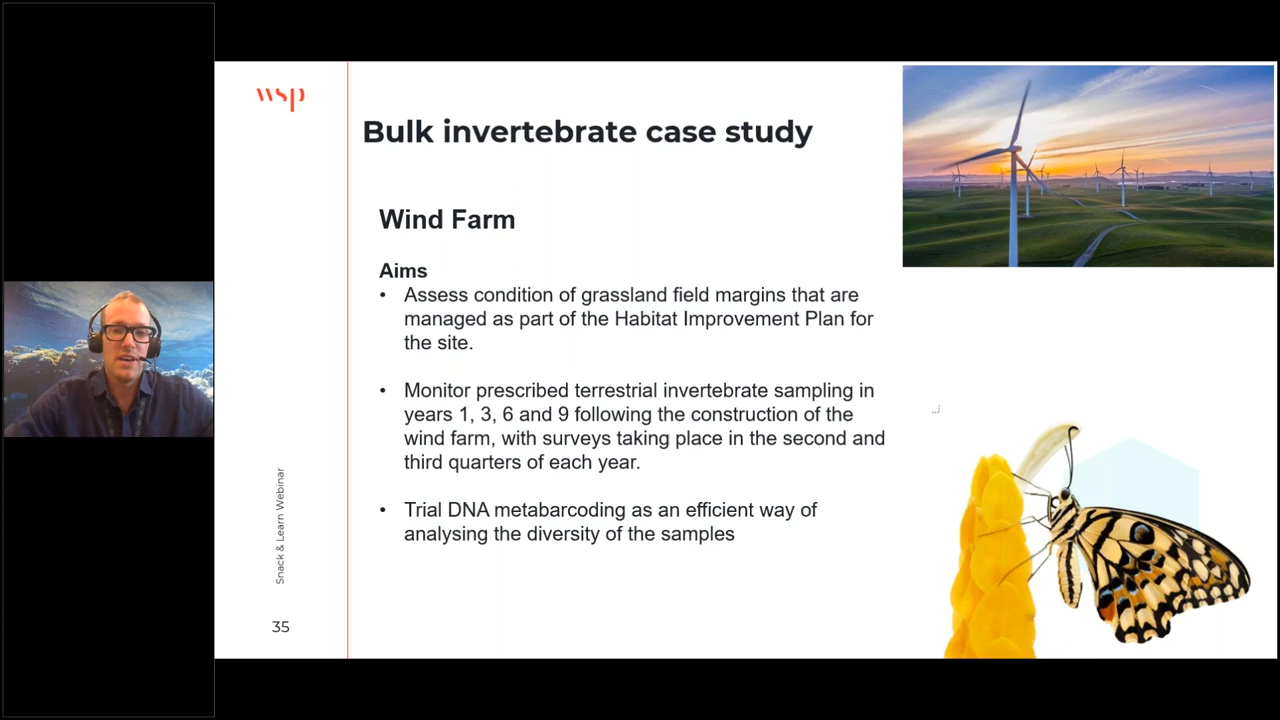 wsp
Bulk invertebrate case study
Wind Farm
Aims
• Assess condition of grassland field margins that are
managed as part of the Habitat Improvement Plan for
the site.
• Monitor prescribed terrestrial invertebrate sampling in
years 1, 3, 6 and 9 following the construction of the
wind farm, with surveys taking place in the second and
third quarters of each year.
• Trial DNA metabarcoding as an efficient way of
analysing the diversity of the samples
Snack & Learn Webinar
35